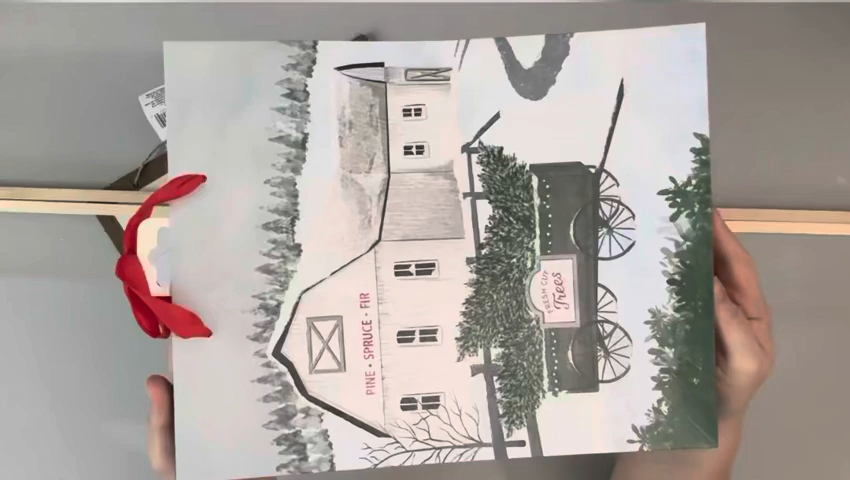 PINE • SPRUCE • FIR
FRESH CUT
Trees